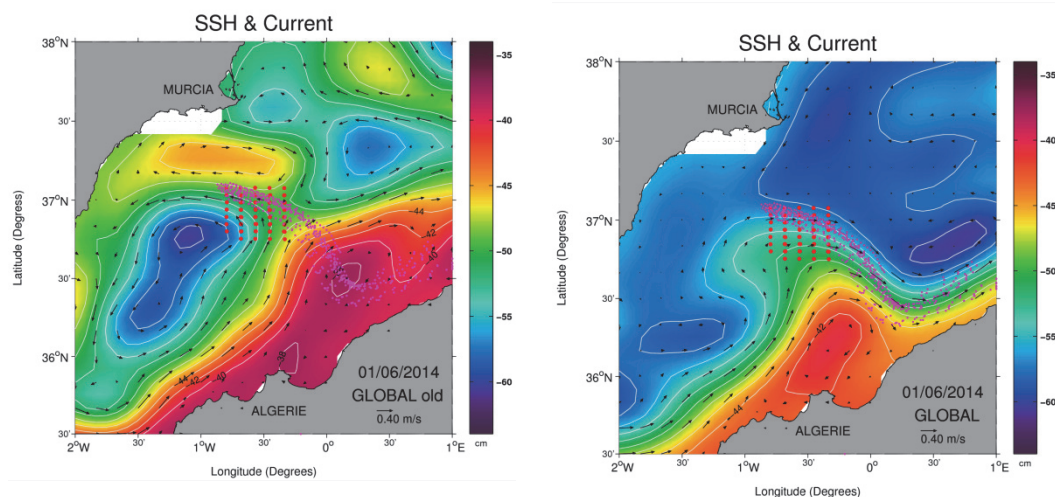 SSH & Current
38°N
30'
37°N
30'
36°N
30'
2°W
30'
1°W
30'
0°
30'
1°E
Latitude (Degrees)
Longitude (Degrees)
MURCIA
ALGERIE
-44
-42
-40
-44
-42
-40
-38
01/06/2014
GLOBAL old
0.40 m/s
-35
-40
-45
-50
-55
-60
cm
SSH & Current
38°N
30'
37°N
30'
36°N
30'
2°W
30'
1°W
30'
0°
30'
1°E
Latitude (Degrees)
Longitude (Degrees)
MURCIA
ALGERIE
-42
-44
01/06/2014
GLOBAL
0.40 m/s
-35
-40
-45
-50
-55
-60
cm